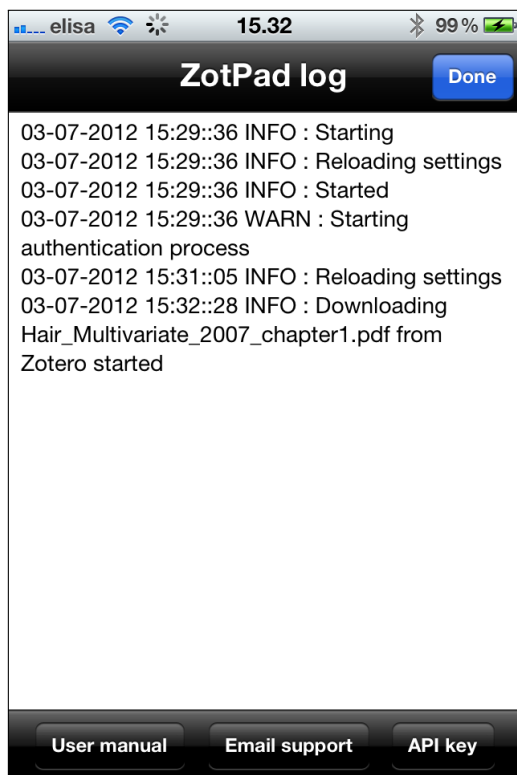 elisa 15.32 99 %
ZotPad log Done
03-07-2012 15:29::36 INFO : Starting
03-07-2012 15:29::36 INFO : Reloading settings
03-07-2012 15:29::36 INFO : Started
03-07-2012 15:29::36 WARN : Starting
authentication process
03-07-2012 15:31::05 INFO : Reloading settings
03-07-2012 15:32::28 INFO : Downloading
Hair_Multivariate_2007_chapter1.pdf from
Zotero started
User manual Email support API key